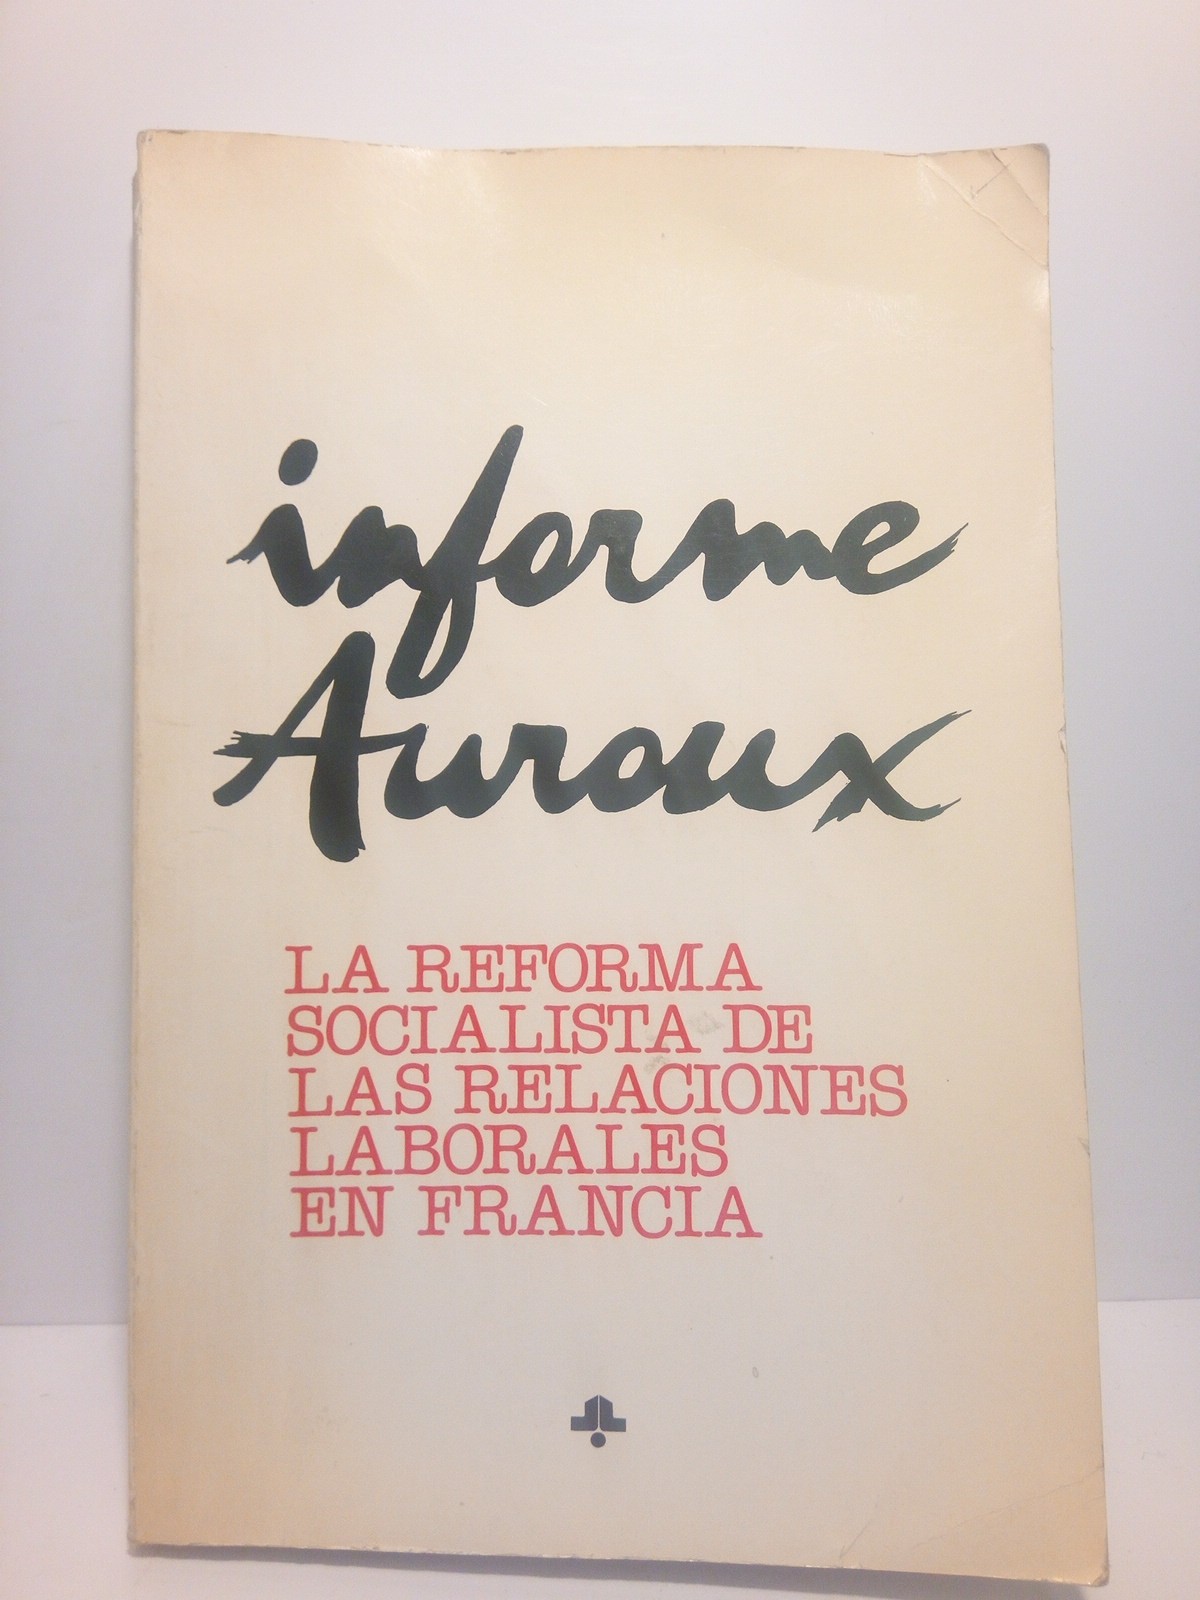 informe
Auroux
LA REFORMA
SOCIALISTA DE
LAS RELACIONES
LABORALES
EN FRANCIA